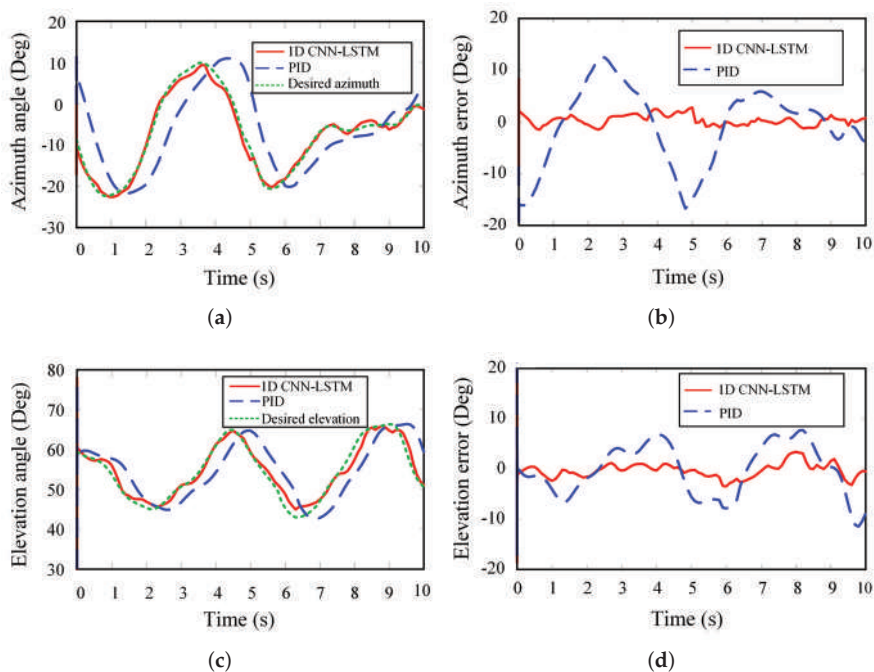 Azimuth angle (Deg)
20
10
0
-10
-20
-30
1D CNN-LSTM
PID
Desired azimuth
0 1 2 3 4 5 6 7 8 9 10
Time (s)
(a)
Azimuth error (Deg)
20
10
0
-10
-20
1D CNN-LSTM
PID
0 1 2 3 4 5 6 7 8 9 10
Time (s)
(b)
Elevation angle (Deg)
80
70
60
50
40
30
1D CNN-LSTM
PID
Desired elevation
0 1 2 3 4 5 6 7 8 9 10
Time (s)
(c)
Elevation error (Deg)
20
10
0
-10
-20
1D CNN-LSTM
PID
0 1 2 3 4 5 6 7 8 9 10
Time (s)
(d)